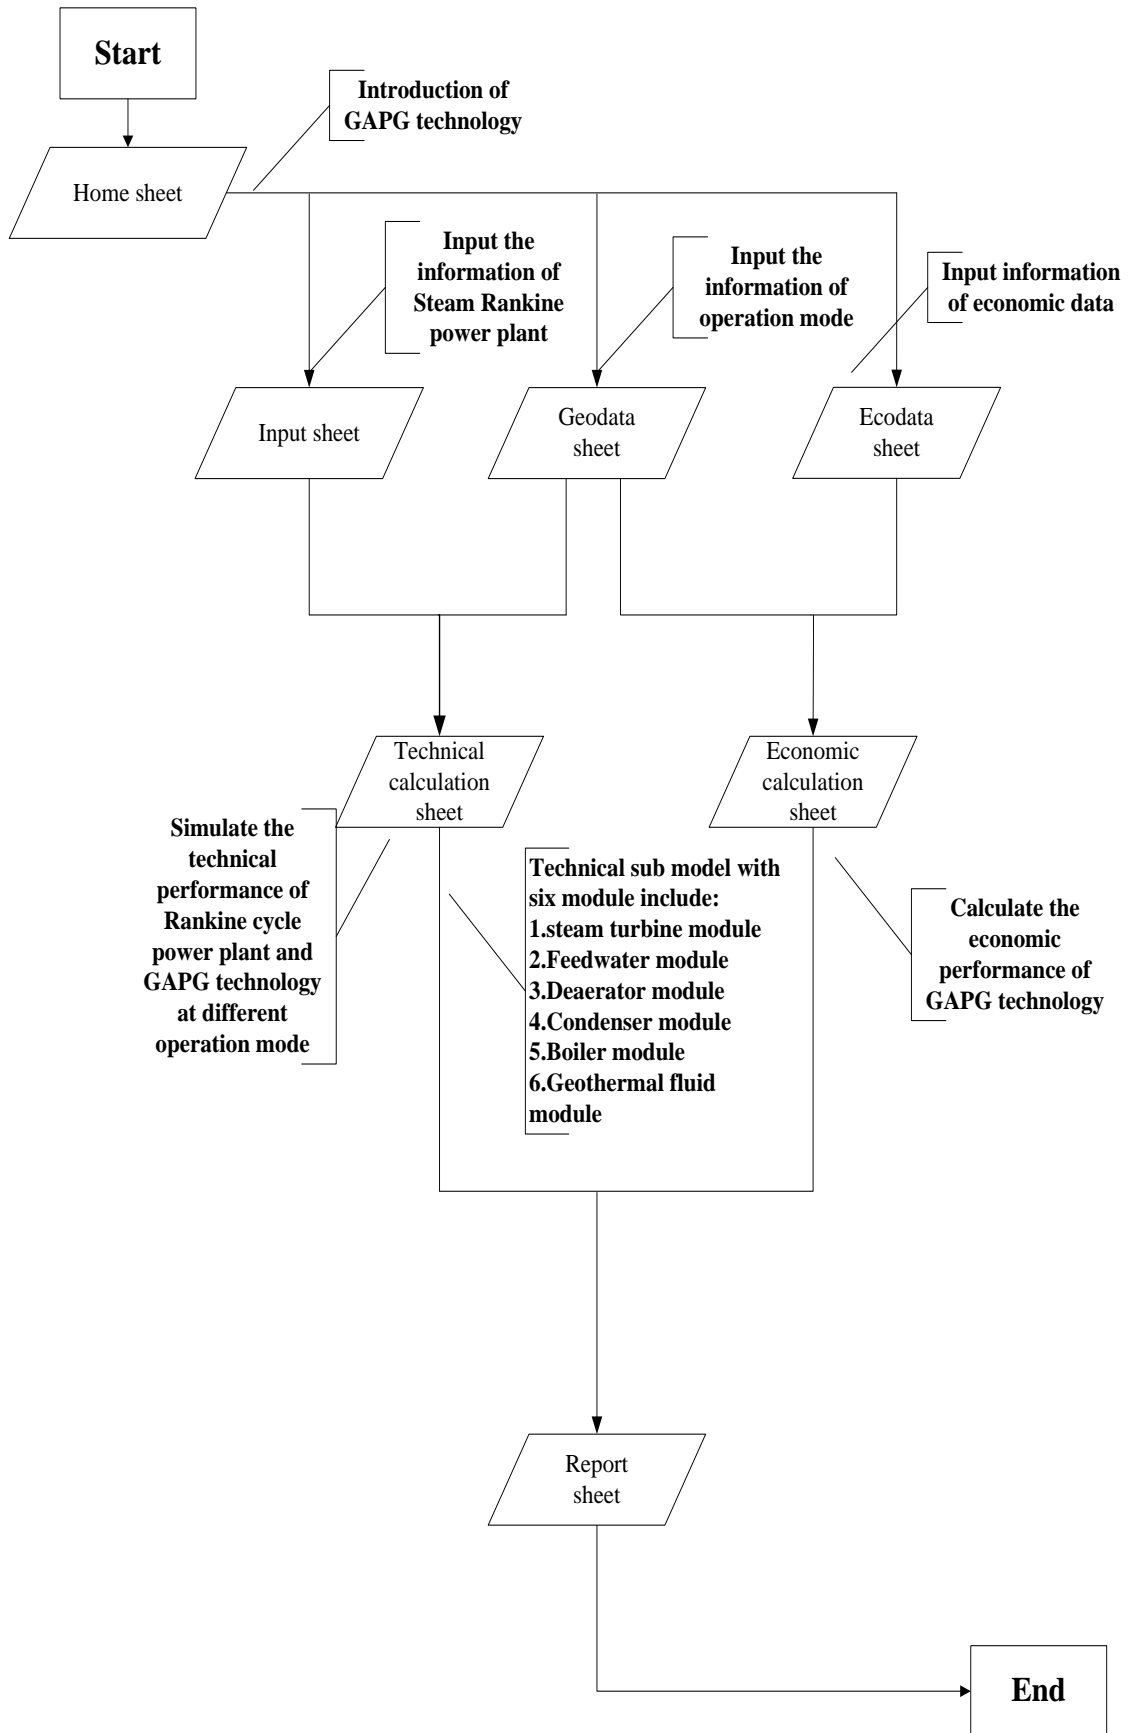 Start
Introduction of
GAPG technology
Home sheet
Input the
information of
Steam Rankine
power plant
Input the
information of
operation mode
Input information
of economic data
Input sheet
Geodata
sheet
Ecodata
sheet
Technical
calculation
sheet
Economic
calculation
sheet
Simulate the
technical
performance of
Rankine cycle
power plant and
GAPG technology
at different
operation mode
Technical sub model with
six module include:
1.steam turbine module
2.Feedwater module
3.Deaerator module
4.Condenser module
5.Boiler module
6.Geothermal fluid
module
Calculate the
economic
performance of
GAPG technology
Report
sheet
End